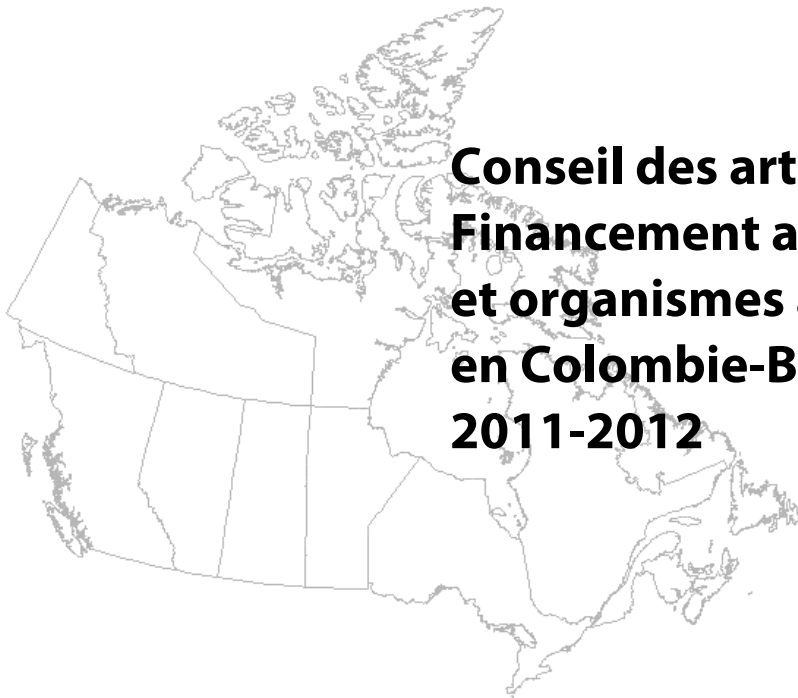 Conseil des art
Financement a
et organismes
en Colombie-B
2011-2012